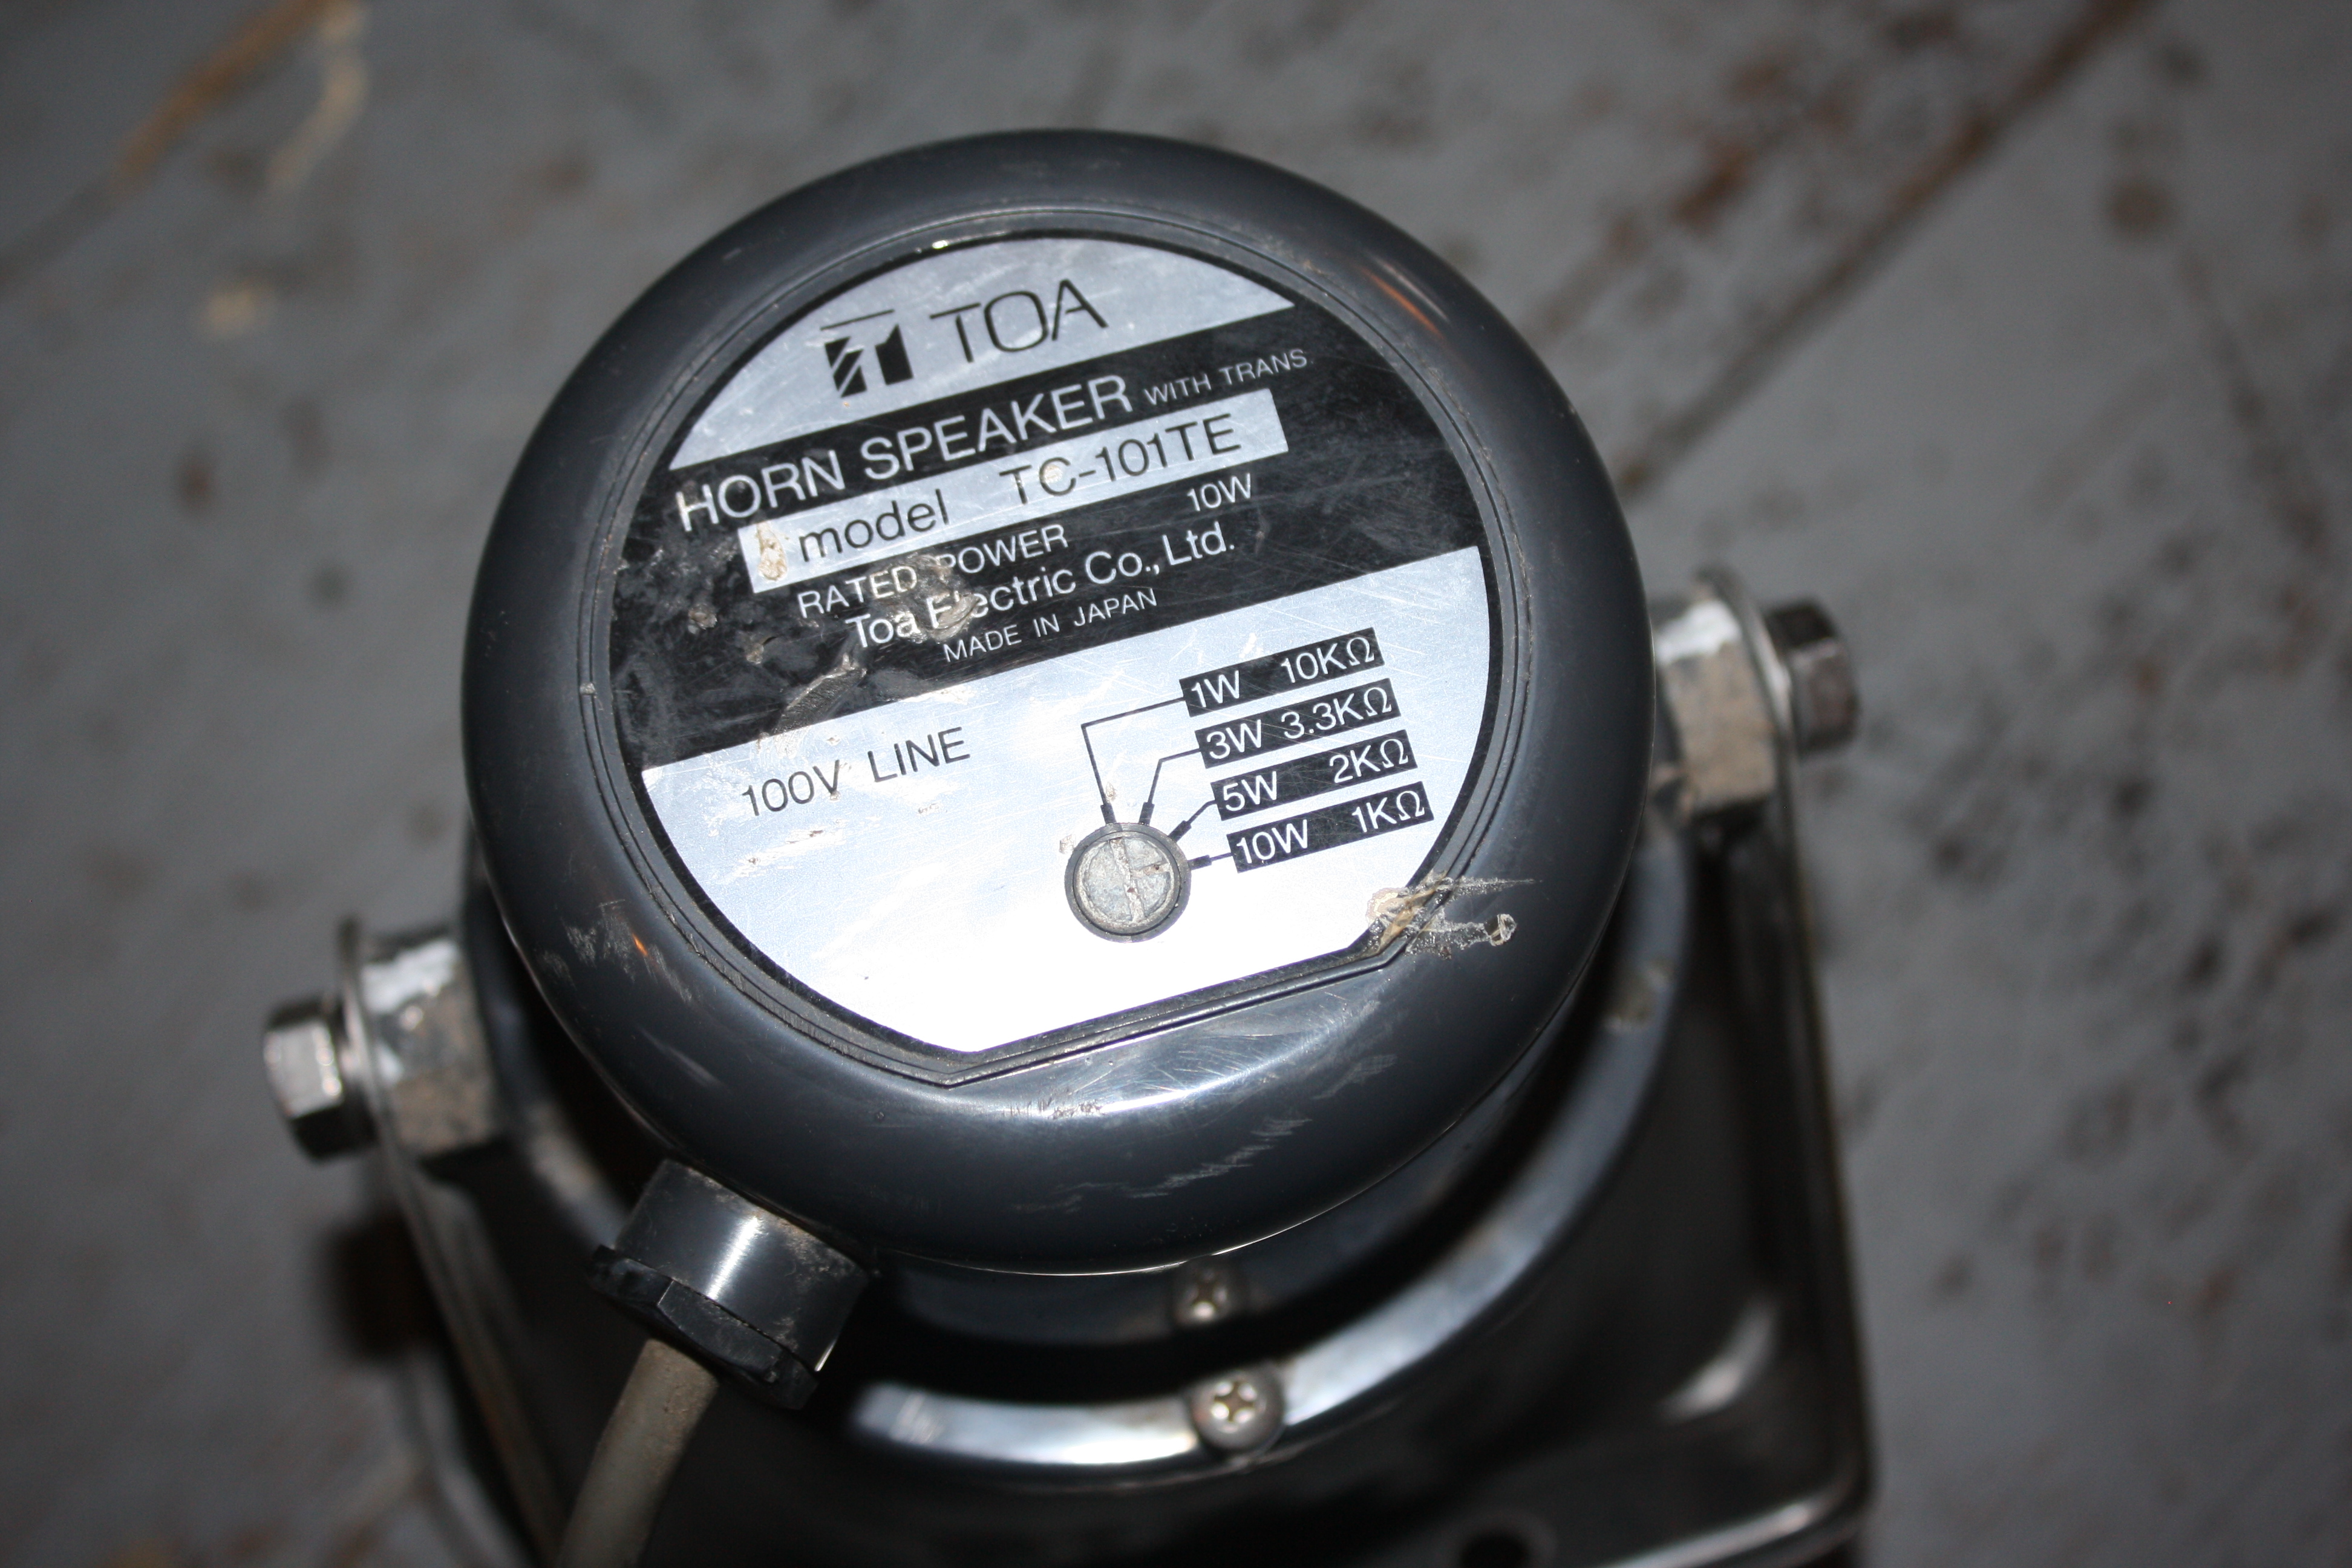 TOA
HORN SPEAKER WITH TRANS.
model TC-101TE
RATED POWER 10W
Toa Electric Co., Ltd.
MADE IN JAPAN
100V LINE
1W 10KΩ
3W 3.3KΩ
5W 2KΩ
10W 1KΩ